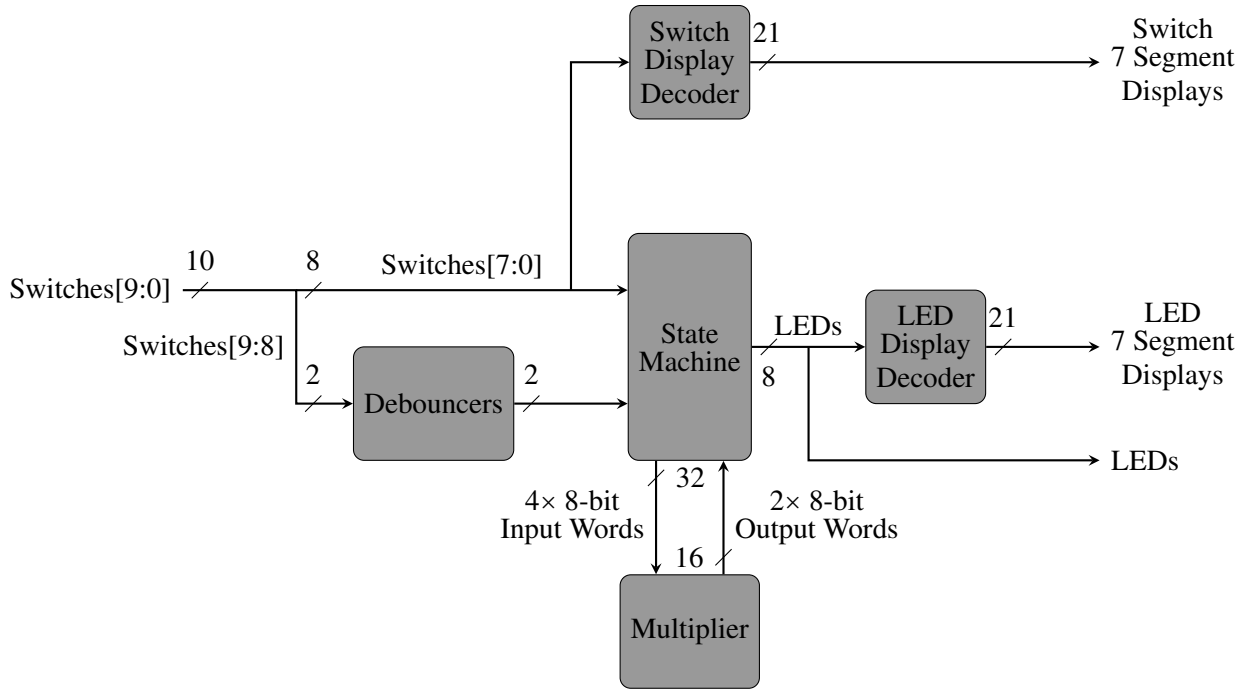 Switch
Display
Decoder
21
Switch
7 Segment
Displays
Switches[9:0]
10
8
Switches[7:0]
Switches[9:8]
2
Debouncers
2
State
Machine
LEDs
8
LED
Display
Decoder
21
LED
7 Segment
Displays
LEDs
32
4× 8-bit
Input Words
2× 8-bit
Output Words
16
Multiplier